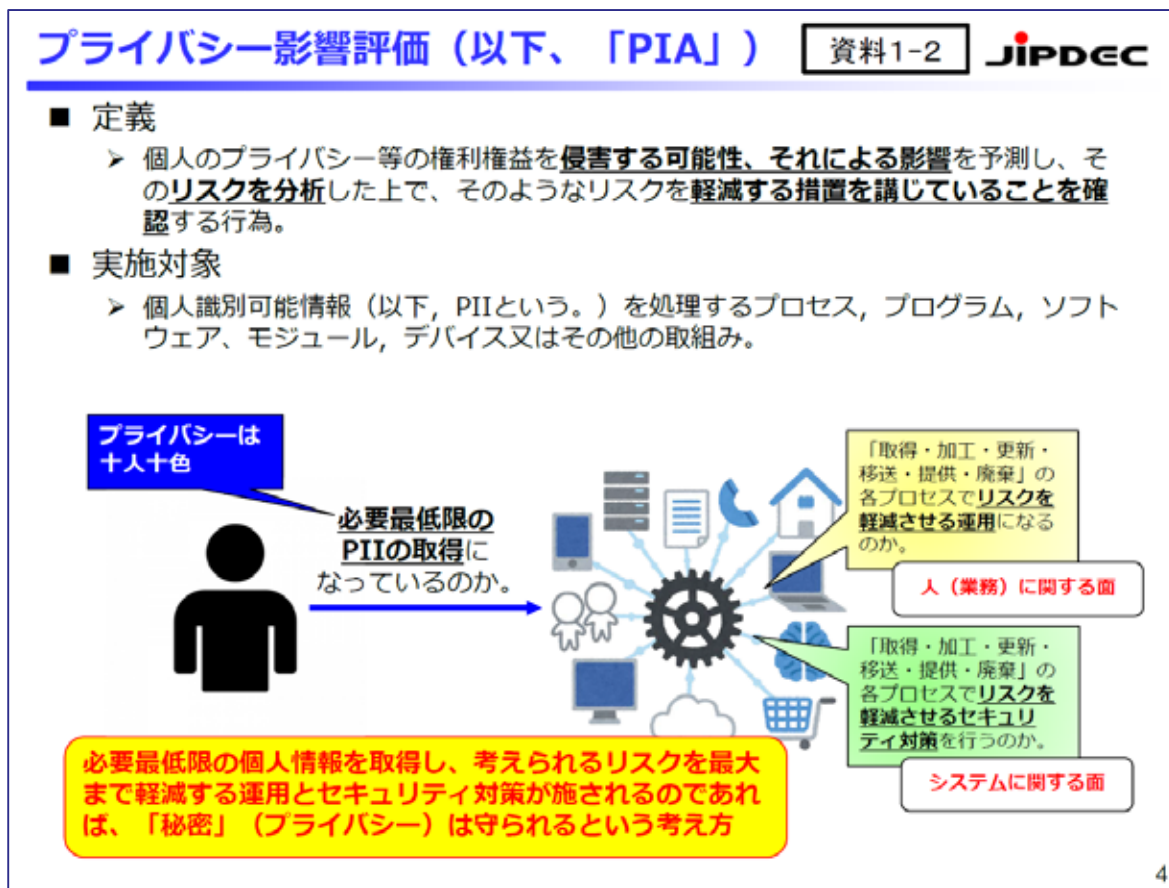 プライバシー影響評価（以下、「PIA」）
資料1-2
JIPDEC
■ 定義
➢ 個人のプライバシー等の権利権益を侵害する可能性、それによる影響を予測し、そ
のリスクを分析した上で、そのようなリスクを軽減する措置を講じていることを確
認する行為。
■ 実施対象
➢ 個人識別可能情報（以下，PIIという。）を処理するプロセス，プログラム，ソフト
ウェア、モジュール，デバイス又はその他の取組み。
プライバシーは
十人十色
必要最低限の
PIIの取得に
なっているのか。
「取得・加工・更新・
移送・提供・廃棄」の
各プロセスでリスクを
軽減させる運用になる
のか。
人（業務）に関する面
「取得・加工・更新・
移送・提供・廃棄」の
各プロセスでリスクを
軽減させるセキュリ
ティ対策を行うのか。
システムに関する面
必要最低限の個人情報を取得し、考えられるリスクを最大
まで軽減する運用とセキュリティ対策が施されるのであれ
ば、「秘密」（プライバシー）は守られるという考え方
4